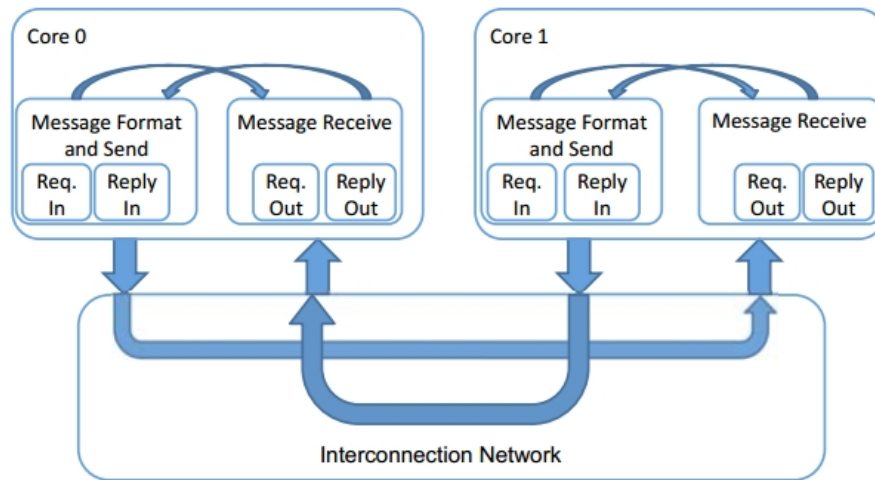 Core 0
Message Format
and Send
Message Receive
Req.
In
Reply
In
Req.
Out
Reply
Out
Core 1
Message Format
and Send
Message Receive
Req.
In
Reply
In
Req.
Out
Reply
Out
Interconnection Network